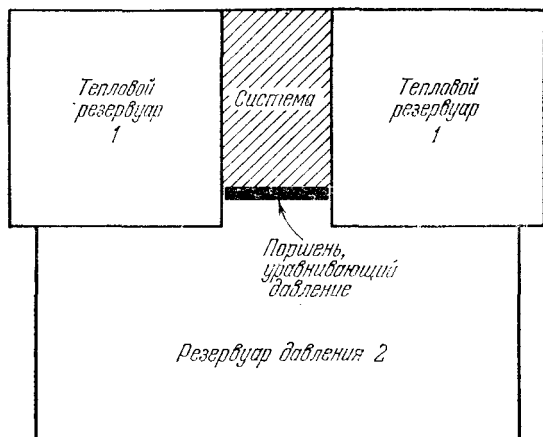 Тепловой
резервуар
1
Система
Тепловой
резервуар
1
Поршень,
уравнивающий
давление
Резервуар давления 2